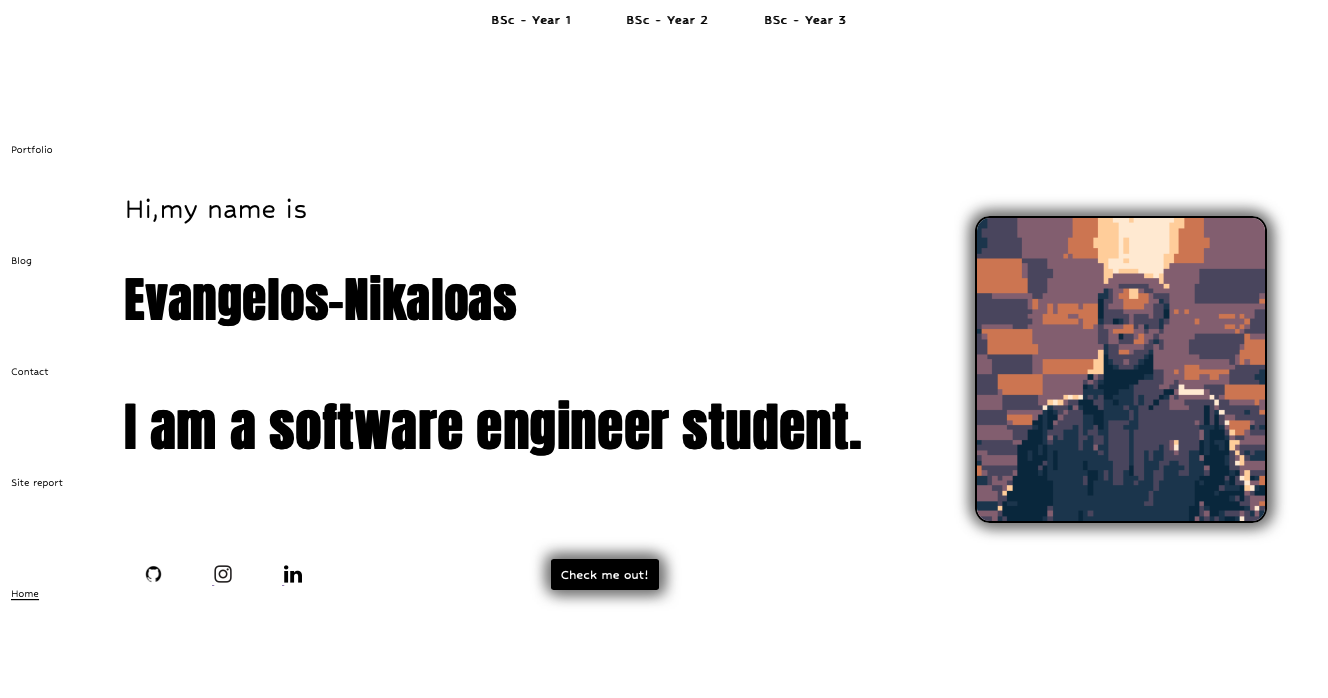 BSc - Year 1 BSc - Year 2 BSc - Year 3
Portfolio
Hi,my name is
Blog
Evangelos-Nikaloas
Contact
I am a software engineer student.
Site report
in
Check me out!
Home